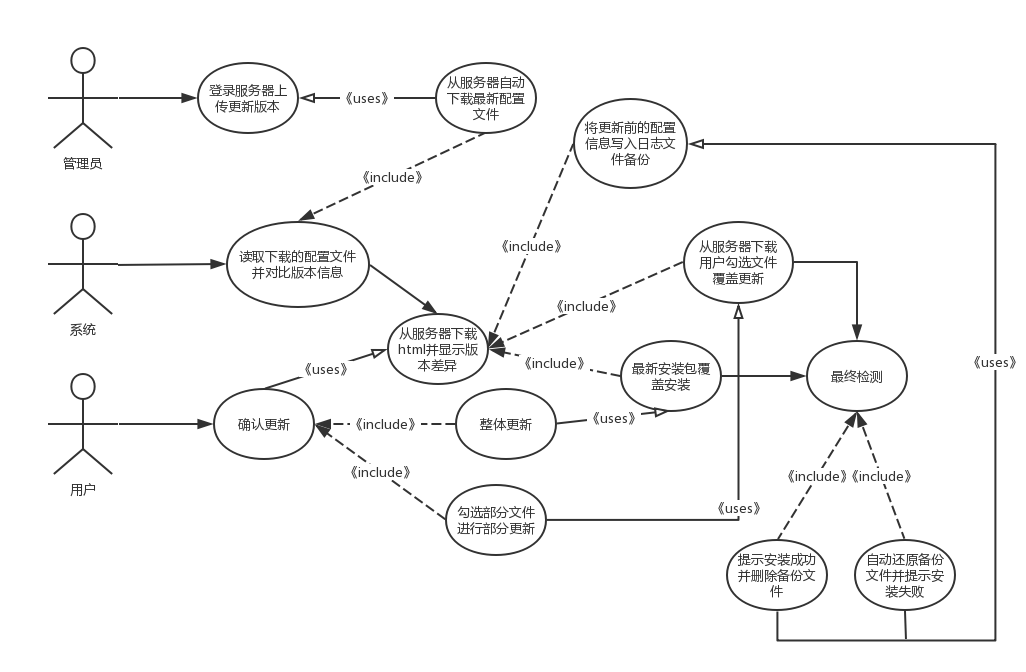 登录服务器上
传更新版本
《uses》
从服务器自动
下载最新配置
文件
管理员
将更新前的配置
信息写入日志文
件备份
《include》
读取下载的配置文件
并对比版本信息
《include》
从服务器下载
用户勾选文件
覆盖更新
系统
《include》
从服务器下载
html并显示版
本差异
《uses》
《include》
最新安装包覆
盖安装
最终检测
《uses》
用户
确认更新
《include》
整体更新
《uses》
《include》
勾选部分文件
进行部分更新
《uses》
《include》
《include》
提示安装成功
并删除备份文
件
自动还原备份
文件并提示安
装失败